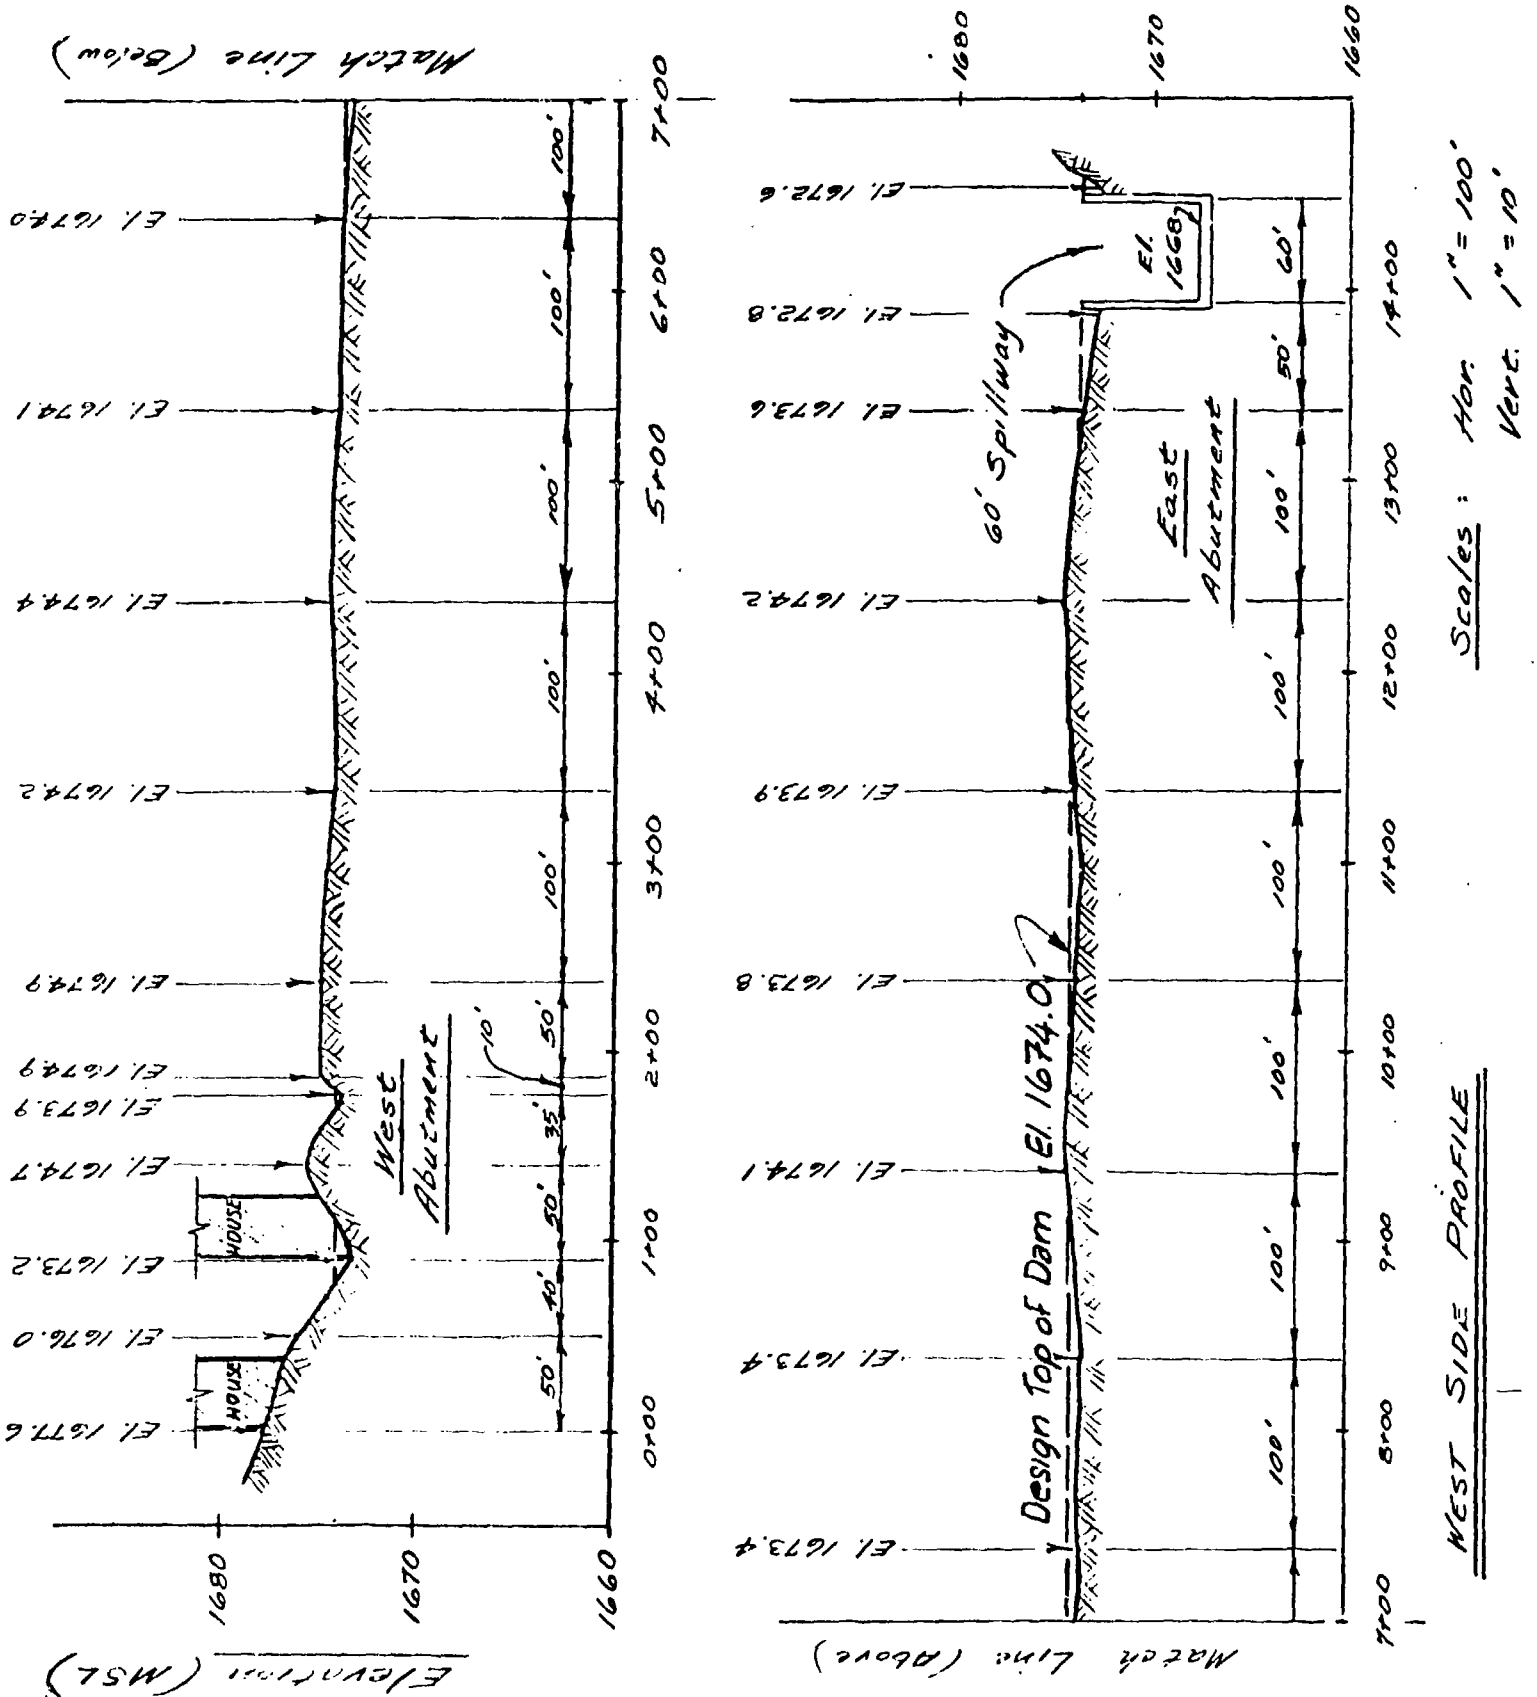 Elevation (MSL)
1680
1670
1660
El. 1677.6
El. 1676.0
El. 1673.2
El. 1674.7
El. 1673.9
El. 1674.9
El. 1674.9
El. 1674.2
El. 1674.4
El. 1674.1
El. 1674.0
Match Line (Below)
HOUSE
HOUSE
West
Abutment
50'
40'
50'
35'
10'
50'
100'
100'
100'
100'
100'
100'
0+00
1+00
2+00
3+00
4+00
5+00
6+00
7+00
Match Line (Above)
El. 1673.4
El. 1673.4
El. 1674.1
El. 1673.8
El. 1673.9
El. 1674.2
El. 1673.6
El. 1672.8
El. 1672.6
1680
1670
1660
Design Top of Dam El. 1674.0
60' Spillway
El.
1668
East
Abutment
100'
100'
100'
100'
100'
100'
50'
60'
7+00
8+00
9+00
10+00
11+00
12+00
13+00
14+00
WEST SIDE PROFILE
Scales: Hor. 1" = 100'
Vert. 1" = 10'